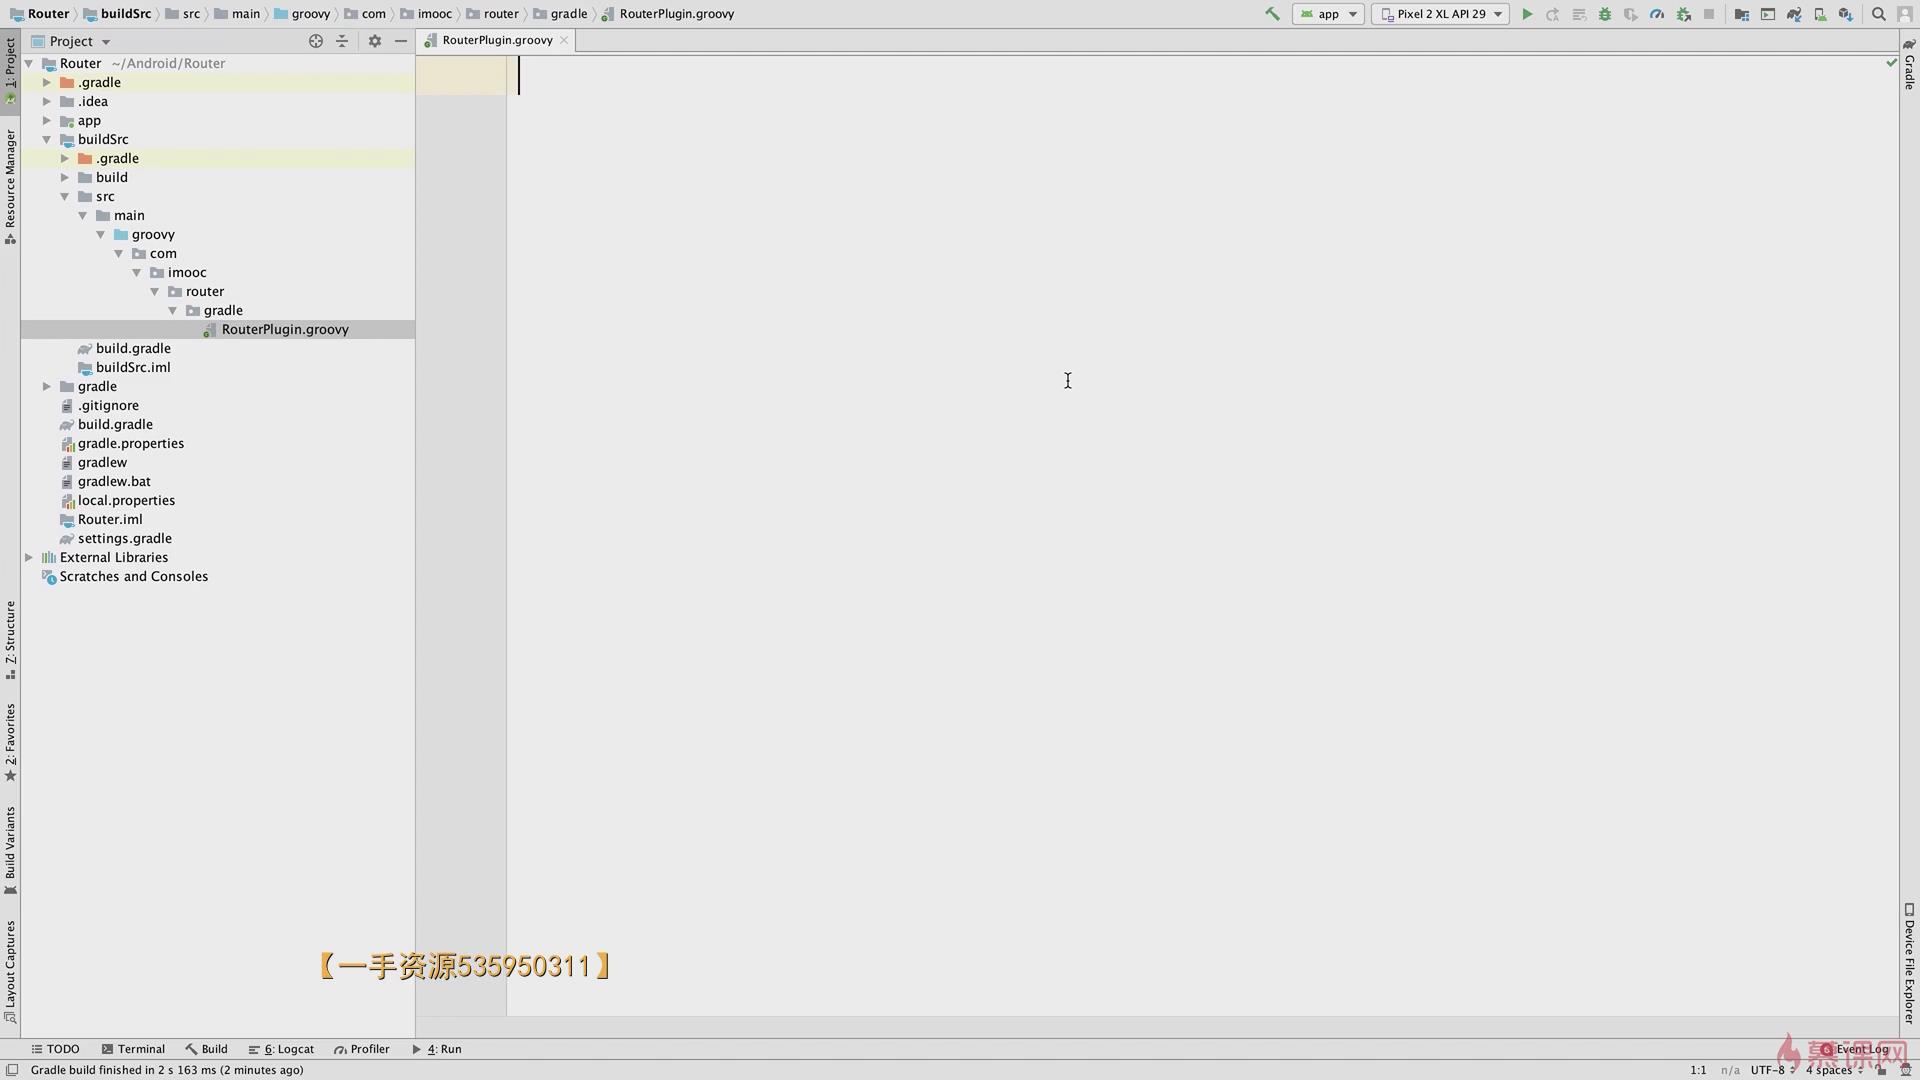 Router buildSrc src main groovy com imooc router gradle RouterPlugin.groovy
app
Pixel 2 XL API 29
Project
RouterPlugin.groovy
Router ~/Android/Router
.gradle
.idea
app
buildSrc
.gradle
build
src
main
groovy
com
imooc
router
gradle
RouterPlugin.groovy
build.gradle
buildSrc.iml
gradle
.gitignore
build.gradle
gradle.properties
gradlew
gradlew.bat
local.properties
Router.iml
settings.gradle
External Libraries
Scratches and Consoles
1: Project
Resource Manager
Z: Structure
2: Favorites
Build Variants
Layout Captures
Gradle
Device File Explorer
【一手资源535950311】
TODO Terminal Build 6: Logcat Profiler 4: Run
6 Event Log
慕课网
Gradle build finished in 2 s 163 ms (2 minutes ago)
1:1 n/a UTF-8 4 spaces